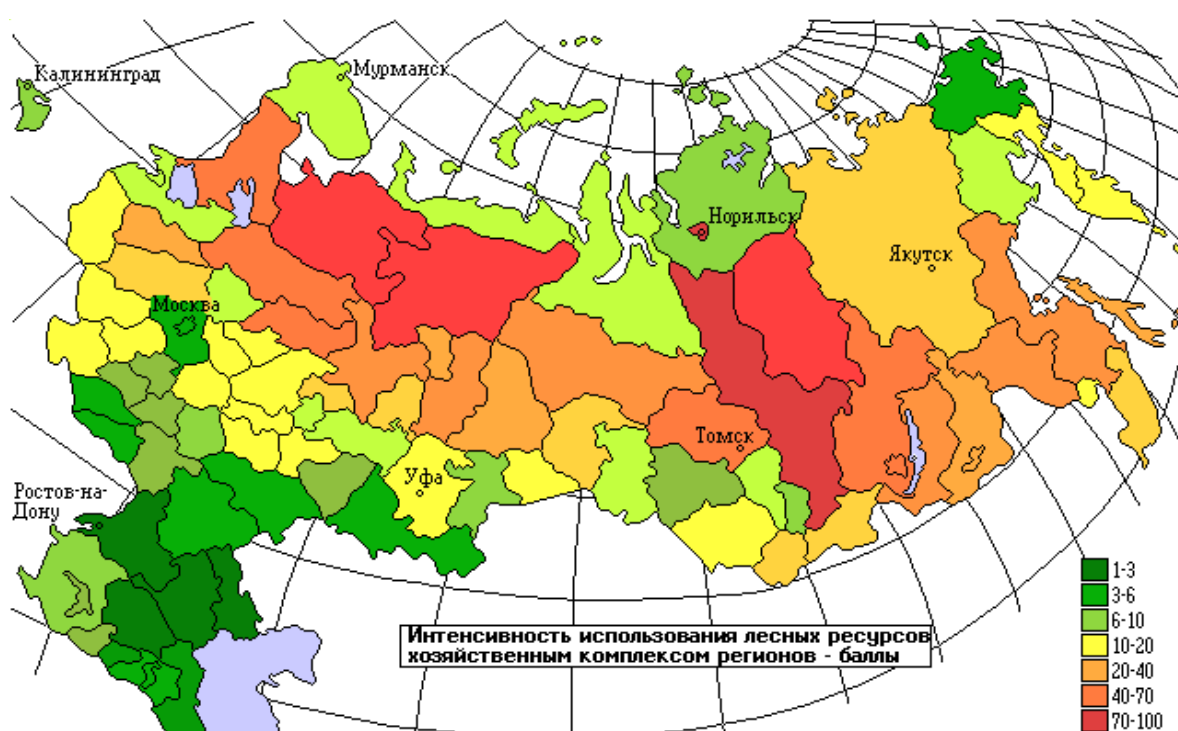 Калининград
Мурманск
Норильск
Якутск
Москва
Томск
Уфа
Ростов-на-
Дону
1-3
3-6
6-10
10-20
20-40
40-70
70-100
Интенсивность использования лесных ресурсов
хозяйственным комплексом регионов - баллы